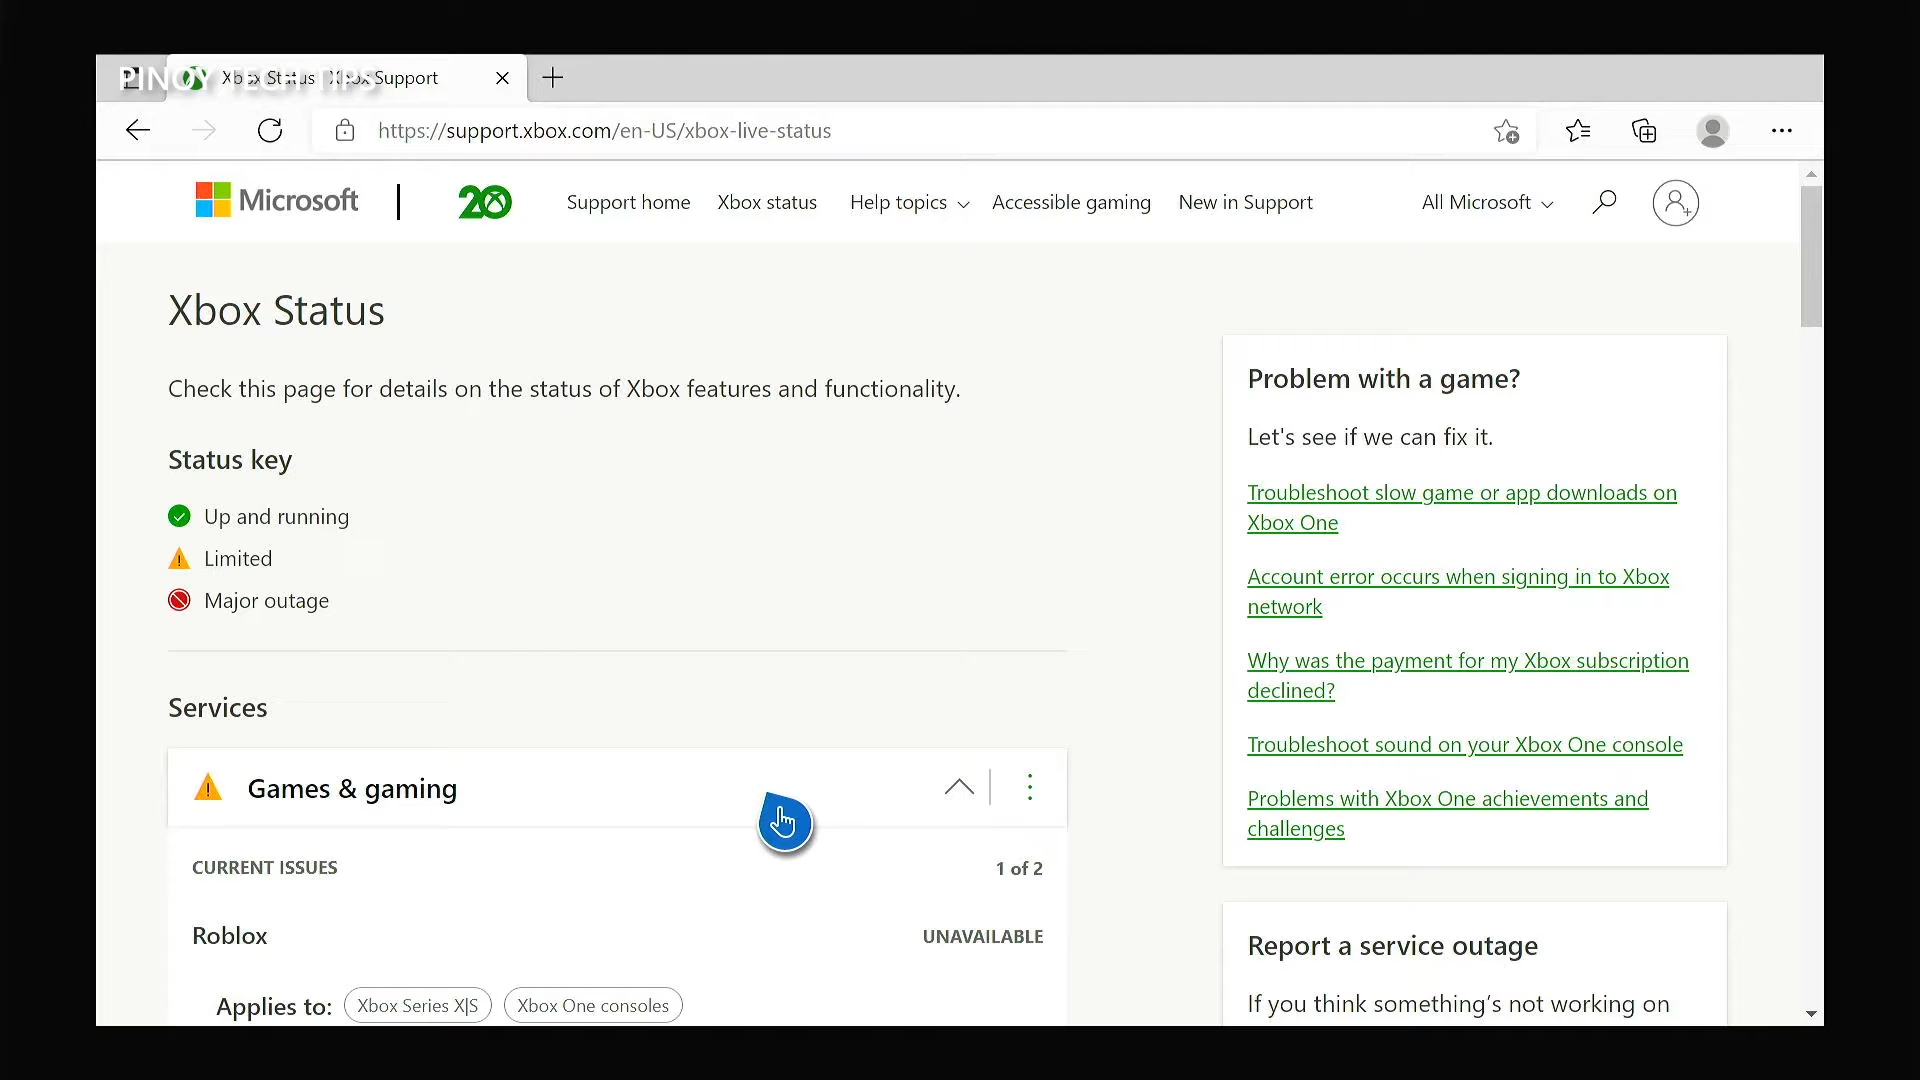 PINOY TECH TIPS
Xbox Status Xbox Support
https://support.xbox.com/en-US/xbox-live-status
Microsoft
20
Support home
Xbox status
Help topics
Accessible gaming
New in Support
All Microsoft
Xbox Status
Check this page for details on the status of Xbox features and functionality.
Status key
Up and running
Limited
Major outage
Services
Games & gaming
CURRENT ISSUES
1 of 2
Roblox
UNAVAILABLE
Applies to:
Xbox Series X|S
Xbox One consoles
Problem with a game?
Let's see if we can fix it.
Troubleshoot slow game or app downloads on
Xbox One
Account error occurs when signing in to Xbox
network
Why was the payment for my Xbox subscription
declined?
Troubleshoot sound on your Xbox One console
Problems with Xbox One achievements and
challenges
Report a service outage
If you think something’s not working on